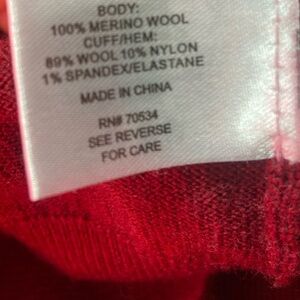 BODY:
100% MERINO WOOL
CUFF/HEM:
89% WOOL 10% NYLON
1% SPANDEX/ELASTANE
MADE IN CHINA
RN# 70534
SEE REVERSE
FOR CARE